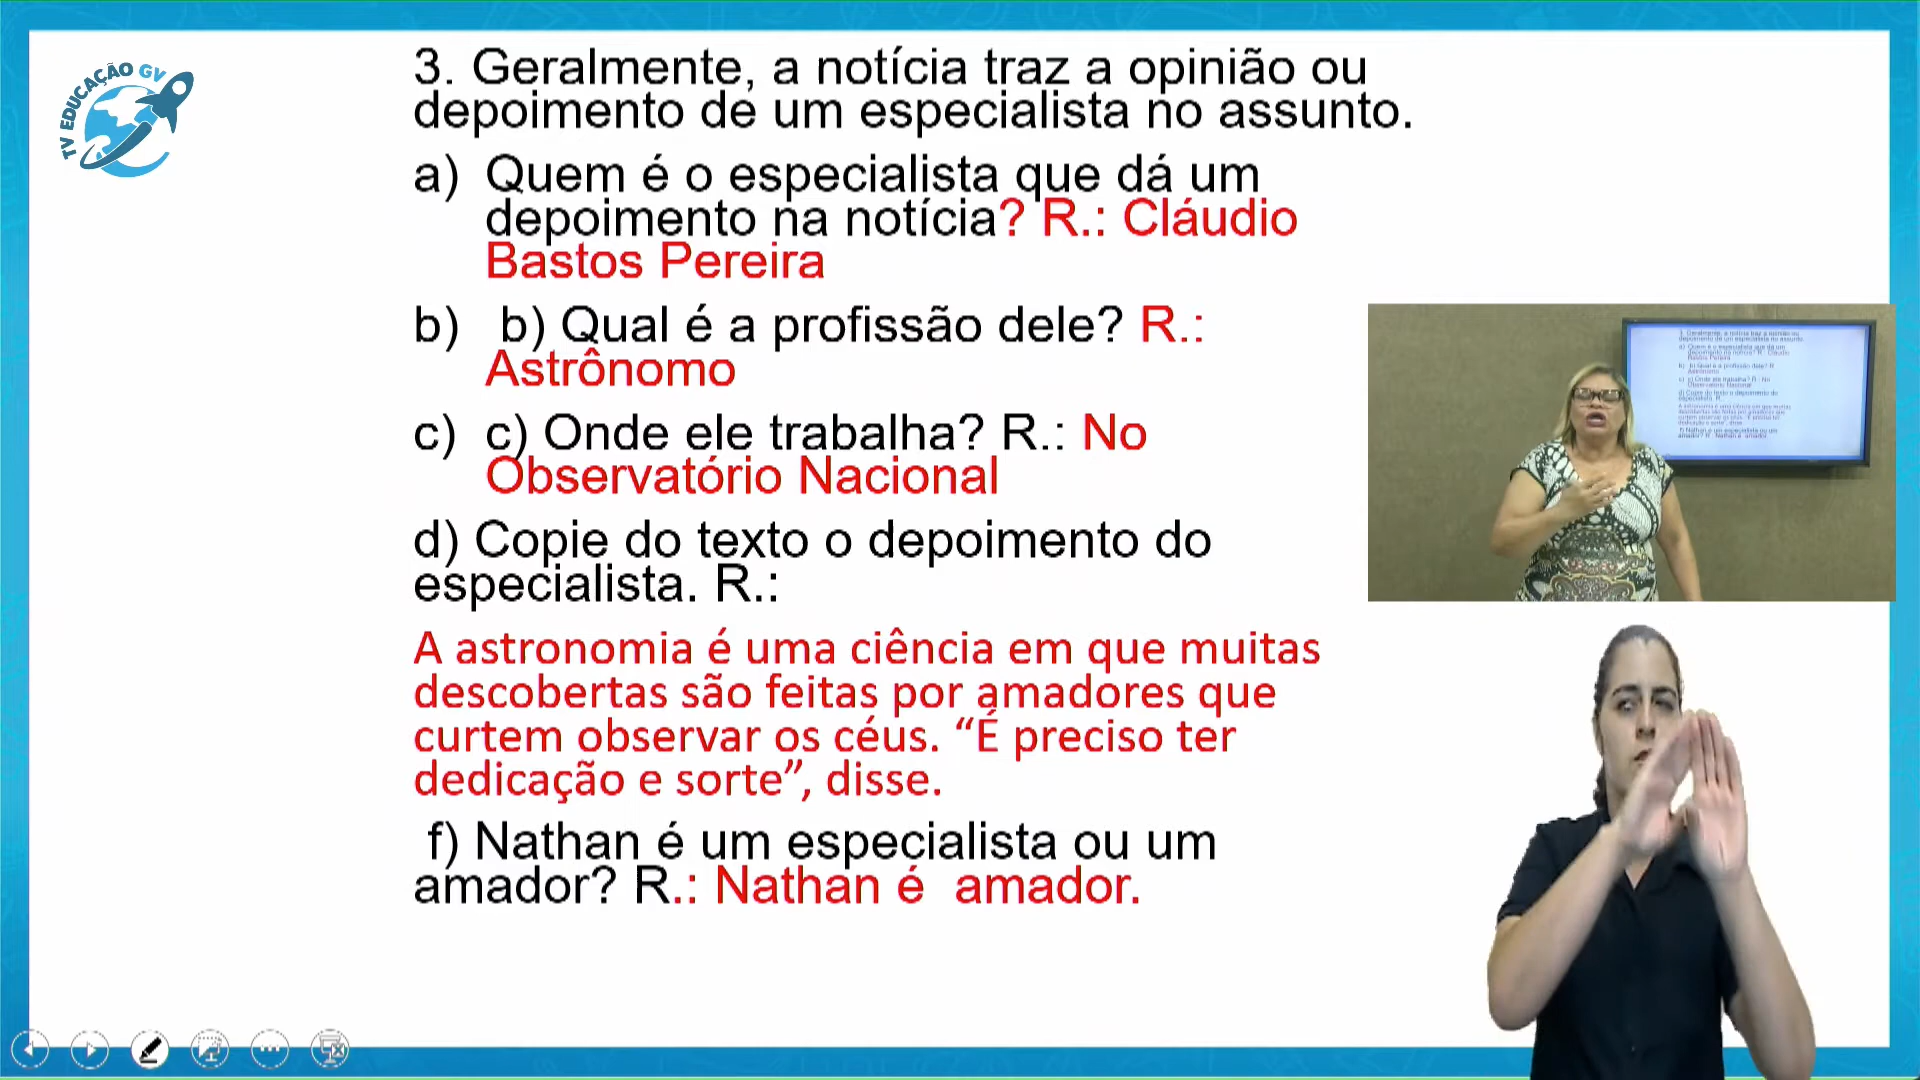 TV EDUCAÇÃO GV
3. Geralmente, a notícia traz a opinião ou
depoimento de um especialista no assunto.
a) Quem é o especialista que dá um
depoimento na notícia? R.: Cláudio
Bastos Pereira
b) b) Qual é a profissão dele? R.:
Astrônomo
c) c) Onde ele trabalha? R.: No
Observatório Nacional
d) Copie do texto o depoimento do
especialista. R.:
A astronomia é uma ciência em que muitas
descobertas são feitas por amadores que
curtem observar os céus. “É preciso ter
dedicação e sorte”, disse.
f) Nathan é um especialista ou um
amador? R.: Nathan é  amador.